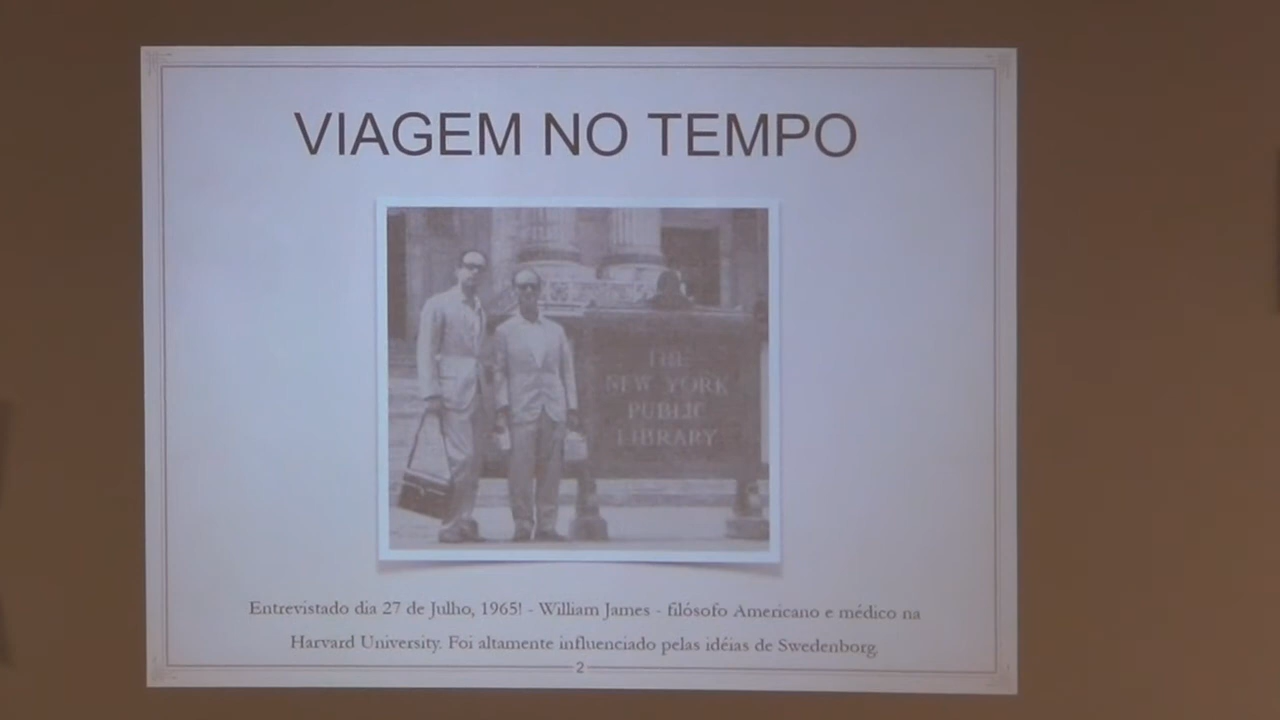 VIAGEM NO TEMPO
THE
NEW YORK
PUBLIC
LIBRARY
Entrevistado dia 27 de Julho, 1965! - William James - filósofo Americano e médico na
Harvard University. Foi altamente influenciado pelas idéias de Swedenborg.
2